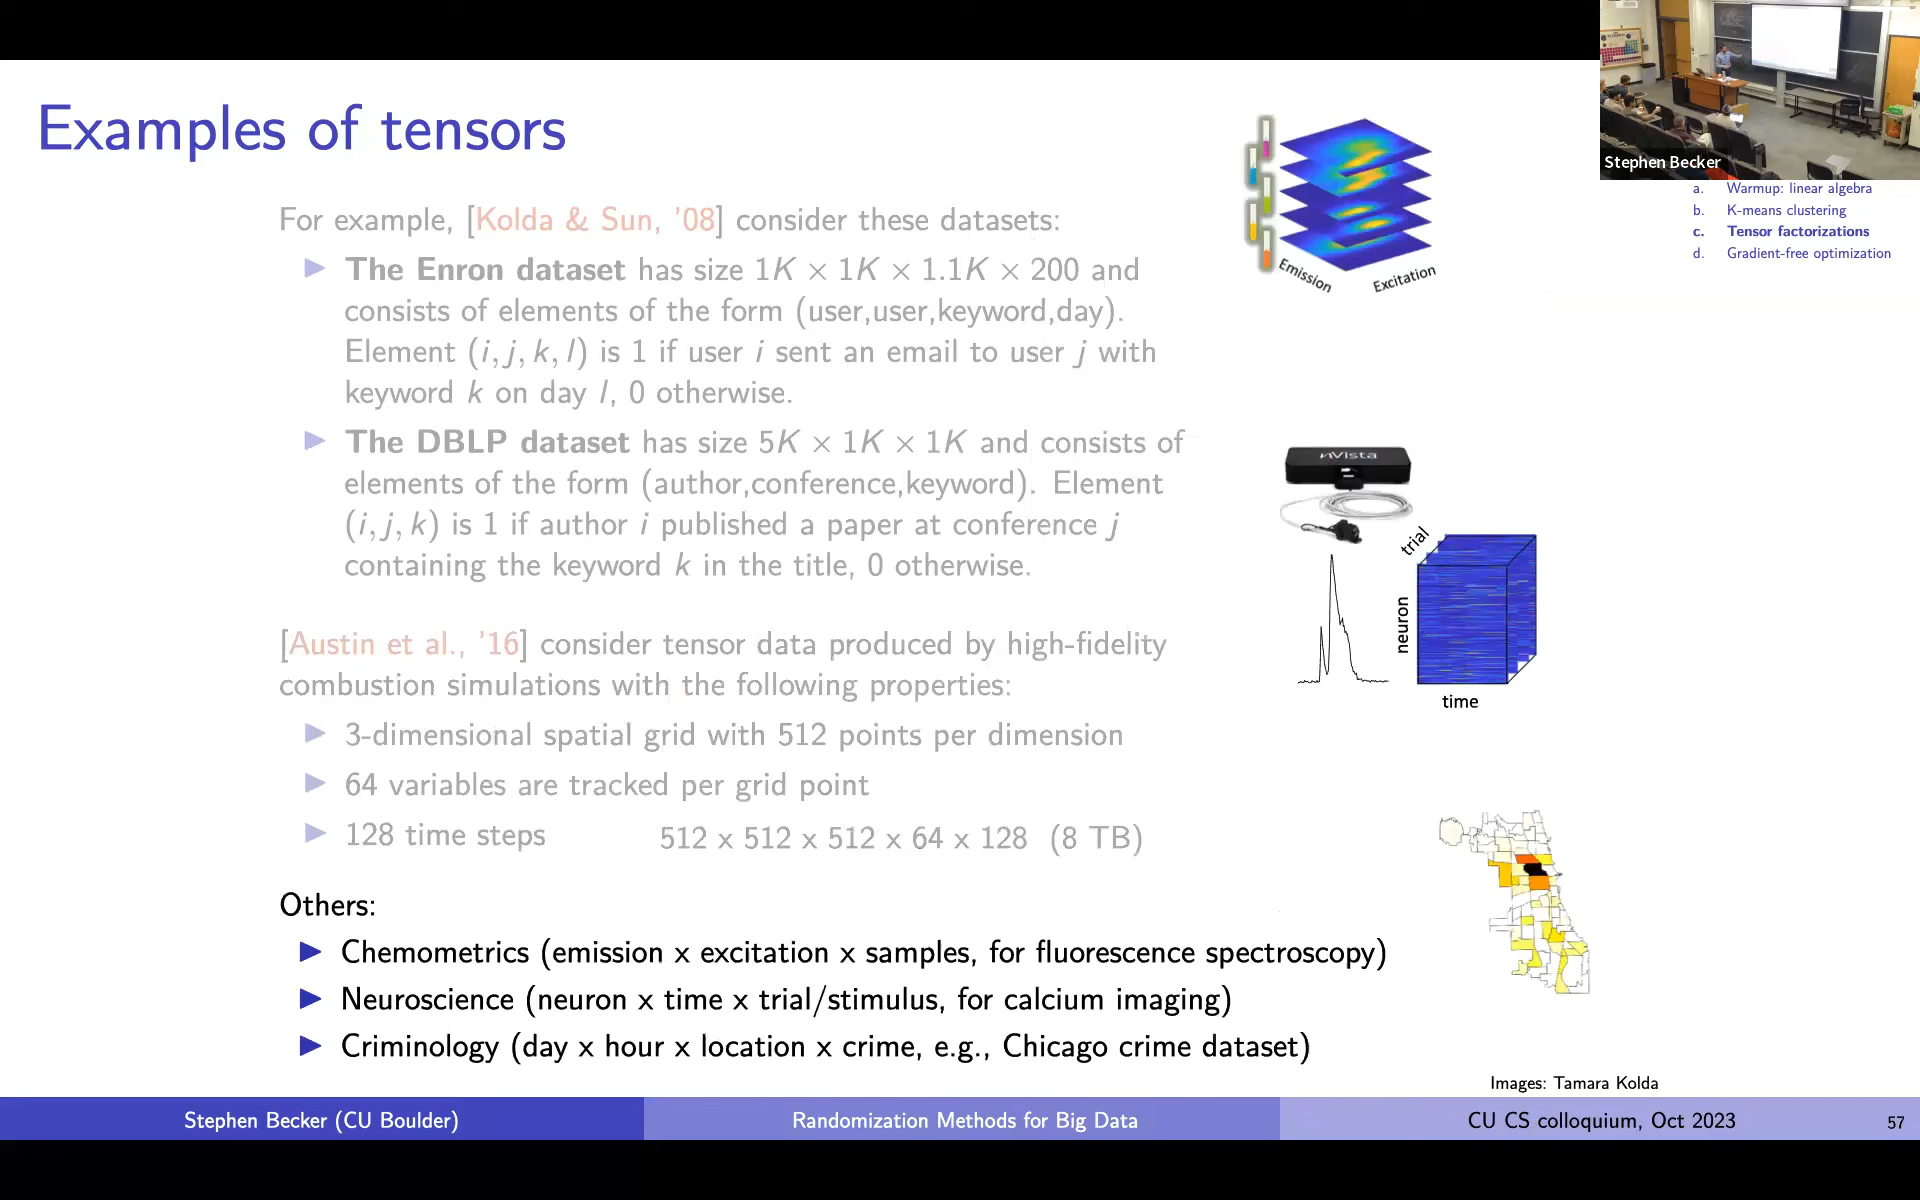 Examples of tensors
Stephen Becker
a. Warmup: linear algebra
b. K-means clustering
c. Tensor factorizations
d. Gradient-free optimization
For example, [Kolda & Sun, '08] consider these datasets:
The Enron dataset has size 1K × 1K × 1.1K × 200 and
consists of elements of the form (user,user,keyword,day).
Element (i, j, k, l) is 1 if user i sent an email to user j with
keyword k on day l, 0 otherwise.
The DBLP dataset has size 5K × 1K × 1K and consists of
elements of the form (author,conference,keyword). Element
(i, j, k) is 1 if author i published a paper at conference j
containing the keyword k in the title, 0 otherwise.
[Austin et al., '16] consider tensor data produced by high-fidelity
combustion simulations with the following properties:
3-dimensional spatial grid with 512 points per dimension
64 variables are tracked per grid point
128 time steps 512 x 512 x 512 x 64 x 128 (8 TB)
Others:
Chemometrics (emission x excitation x samples, for fluorescence spectroscopy)
Neuroscience (neuron x time x trial/stimulus, for calcium imaging)
Criminology (day x hour x location x crime, e.g., Chicago crime dataset)
Emission
Excitation
nVista
trial
neuron
time
Images: Tamara Kolda
Stephen Becker (CU Boulder)
Randomization Methods for Big Data
CU CS colloquium, Oct 2023
57